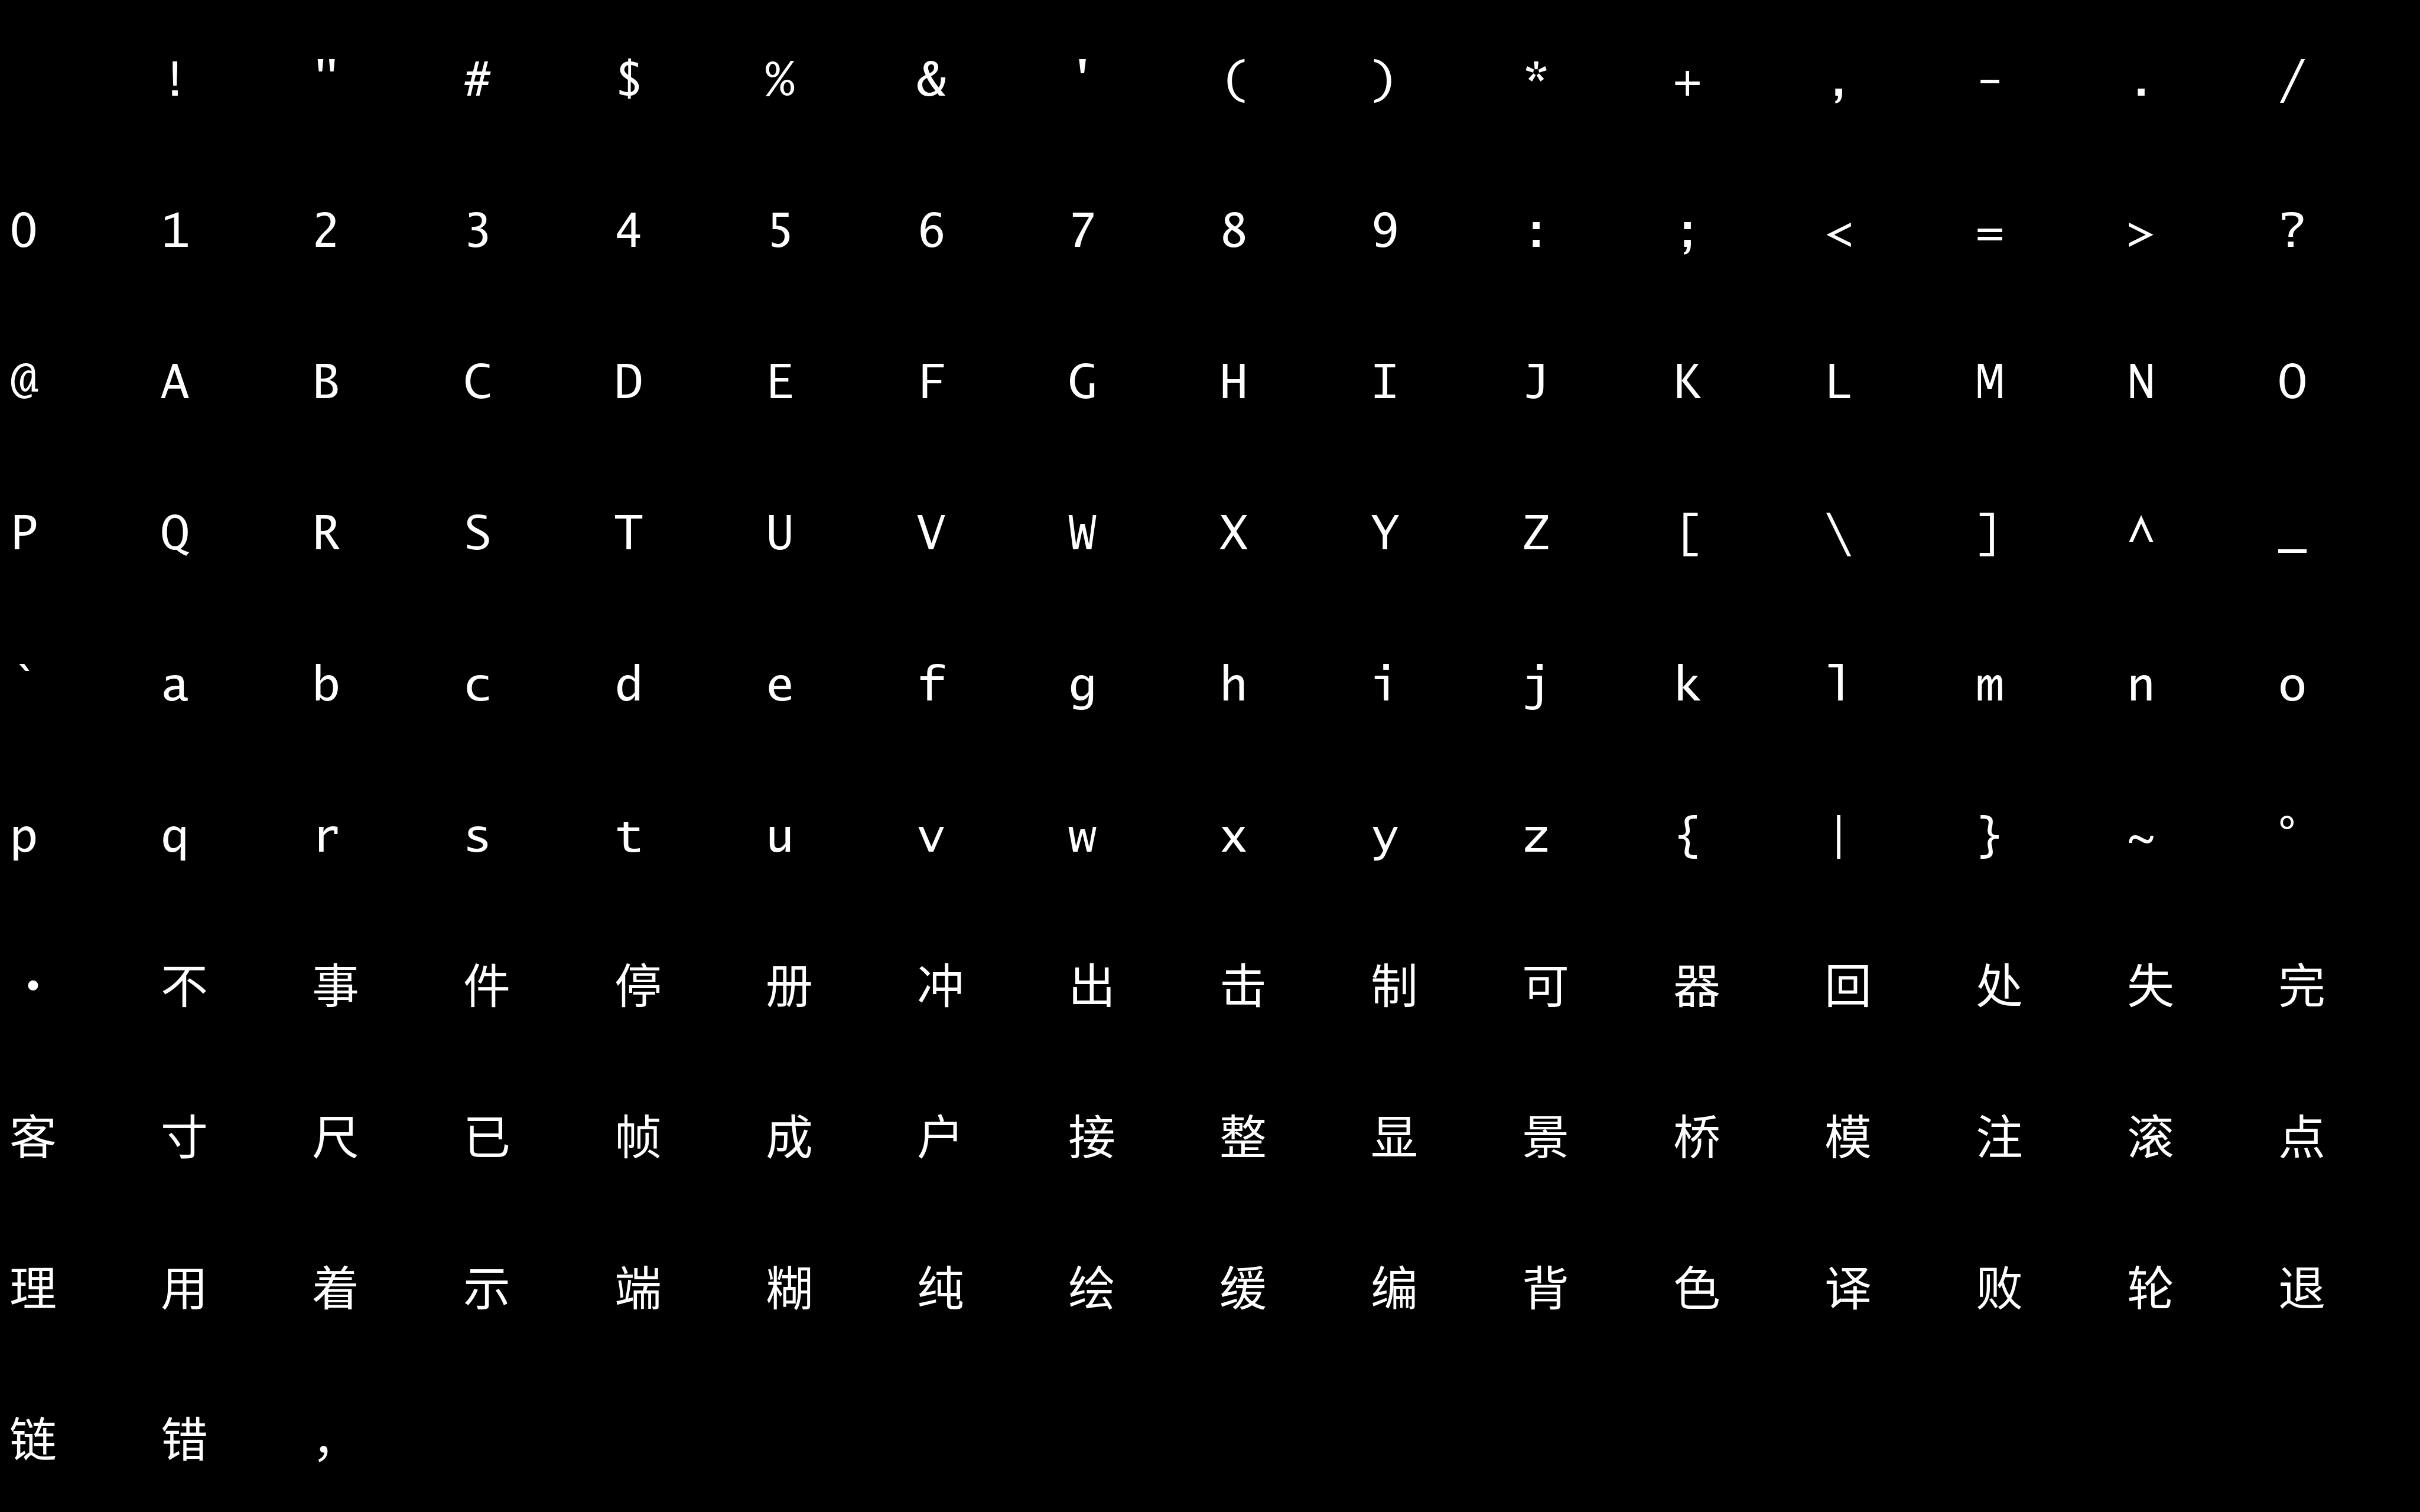 ! " # $ % & ' ( ) * + , - . /
0 1 2 3 4 5 6 7 8 9 : ; < = > ?
@ A B C D E F G H I J K L M N O
P Q R S T U V W X Y Z [ \ ] ^ _
` a b c d e f g h i j k l m n o
p q r s t u v w x y z { | } ~ °
· 不 事 件 停 册 冲 出 击 制 可 器 回 处 失 完
客 寸 尺 已 帧 成 户 接 整 显 景 桥 模 注 滚 点
理 用 着 示 端 糊 纯 绘 缓 编 背 色 译 败 轮 退
链 错 ，